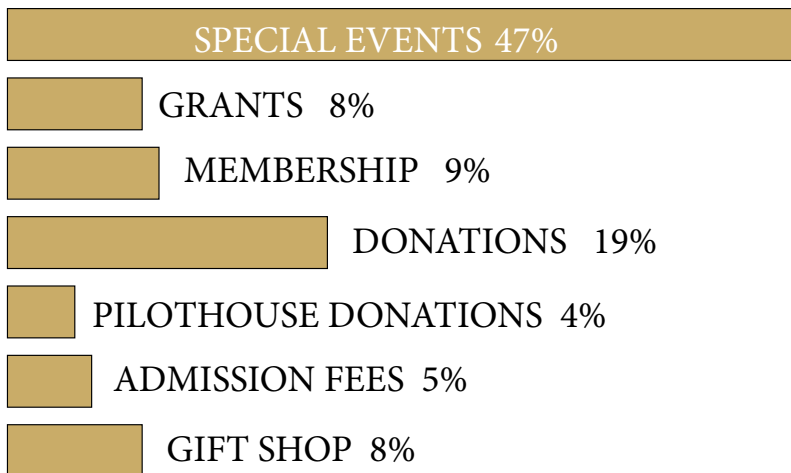 SPECIAL EVENTS 47%
GRANTS 8%
MEMBERSHIP 9%
DONATIONS 19%
PILOTHOUSE DONATIONS 4%
ADMISSION FEES 5%
GIFT SHOP 8%